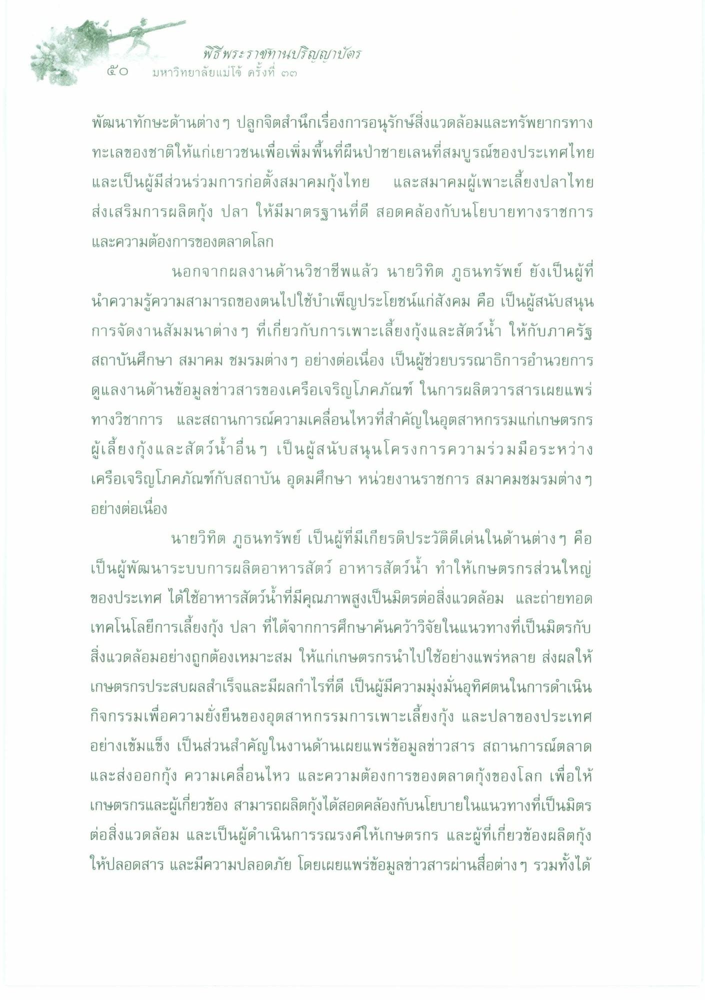 พิธีพระราชทานปริญญาบัตร
๕๐ มหาวิทยาลัยแม่โจ้ ครั้งที่ ๓๓
พัฒนาทักษะด้านต่างๆ ปลูกจิตสำนึกเรื่องการอนุรักษ์สิ่งแวดล้อมและทรัพยากรทาง
ทะเลของชาติให้แก่เยาวชนเพื่อเพิ่มพื้นที่ผืนป่าชายเลนที่สมบูรณ์ของประเทศไทย
และเป็นผู้มีส่วนร่วมการก่อตั้งสมาคมกุ้งไทย และสมาคมผู้เพาะเลี้ยงปลาไทย
ส่งเสริมการผลิตกุ้ง ปลา ให้มีมาตรฐานที่ดี สอดคล้องกับนโยบายทางราชการ
และความต้องการของตลาดโลก
นอกจากผลงานด้านวิชาชีพแล้ว นายวิทิต ภูธนทรัพย์ ยังเป็นผู้ที่
นำความรู้ความสามารถของตนไปใช้บำเพ็ญประโยชน์แก่สังคม คือ เป็นผู้สนับสนุน
การจัดงานสัมมนาต่างๆ ที่เกี่ยวกับการเพาะเลี้ยงกุ้งและสัตว์น้ำ ให้กับภาครัฐ
สถาบันศึกษา สมาคม ชมรมต่างๆ อย่างต่อเนื่อง เป็นผู้ช่วยบรรณาธิการอำนวยการ
ดูแลงานด้านข้อมูลข่าวสารของเครือเจริญโภคภัณฑ์ ในการผลิตวารสารเผยแพร่
ทางวิชาการ และสถานการณ์ความเคลื่อนไหวที่สำคัญในอุตสาหกรรมแก่เกษตรกร
ผู้เลี้ยงกุ้งและสัตว์น้ำอื่นๆ เป็นผู้สนับสนุนโครงการความร่วมมือระหว่าง
เครือเจริญโภคภัณฑ์กับสถาบัน อุดมศึกษา หน่วยงานราชการ สมาคมชมรมต่างๆ
อย่างต่อเนื่อง
นายวิทิต ภูธนทรัพย์ เป็นผู้ที่มีเกียรติประวัติดีเด่นในด้านต่างๆ คือ
เป็นผู้พัฒนาระบบการผลิตอาหารสัตว์ อาหารสัตว์น้ำ ทำให้เกษตรกรส่วนใหญ่
ของประเทศ ได้ใช้อาหารสัตว์น้ำที่มีคุณภาพสูงเป็นมิตรต่อสิ่งแวดล้อม และถ่ายทอด
เทคโนโลยีการเลี้ยงกุ้ง ปลา ที่ได้จากการศึกษาค้นคว้าวิจัยในแนวทางที่เป็นมิตรกับ
สิ่งแวดล้อมอย่างถูกต้องเหมาะสม ให้แก่เกษตรกรนำไปใช้อย่างแพร่หลาย ส่งผลให้
เกษตรกรประสบผลสำเร็จและมีผลกำไรที่ดี เป็นผู้มีความมุ่งมั่นอุทิศตนในการดำเนิน
กิจกรรมเพื่อความยั่งยืนของอุตสาหกรรมการเพาะเลี้ยงกุ้ง และปลาของประเทศ
อย่างเข้มแข็ง เป็นส่วนสำคัญในงานด้านเผยแพร่ข้อมูลข่าวสาร สถานการณ์ตลาด
และส่งออกกุ้ง ความเคลื่อนไหว และความต้องการของตลาดกุ้งของโลก เพื่อให้
เกษตรกรและผู้เกี่ยวข้อง สามารถผลิตกุ้งได้สอดคล้องกับนโยบายในแนวทางที่เป็นมิตร
ต่อสิ่งแวดล้อม และเป็นผู้ดำเนินการรณรงค์ให้เกษตรกร และผู้ที่เกี่ยวข้องผลิตกุ้ง
ให้ปลอดสาร และมีความปลอดภัย โดยเผยแพร่ข้อมูลข่าวสารผ่านสื่อต่างๆ รวมทั้งได้